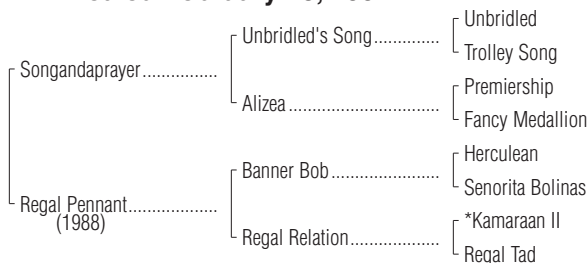 Unbridled
Unbridled's Song
Trolley Song
Songandaprayer
Premiership
Alizea
Fancy Medallion
Herculean
Banner Bob
Senorita Bolinas
Regal Pennant
(1988)
*Kamaraan II
Regal Relation
Regal Tad